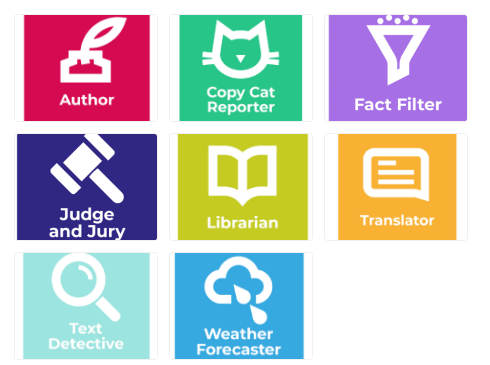 Author
Copy Cat
Reporter
Fact Filter
Judge
and Jury
Librarian
Translator
Text
Detective
Weather
Forecaster